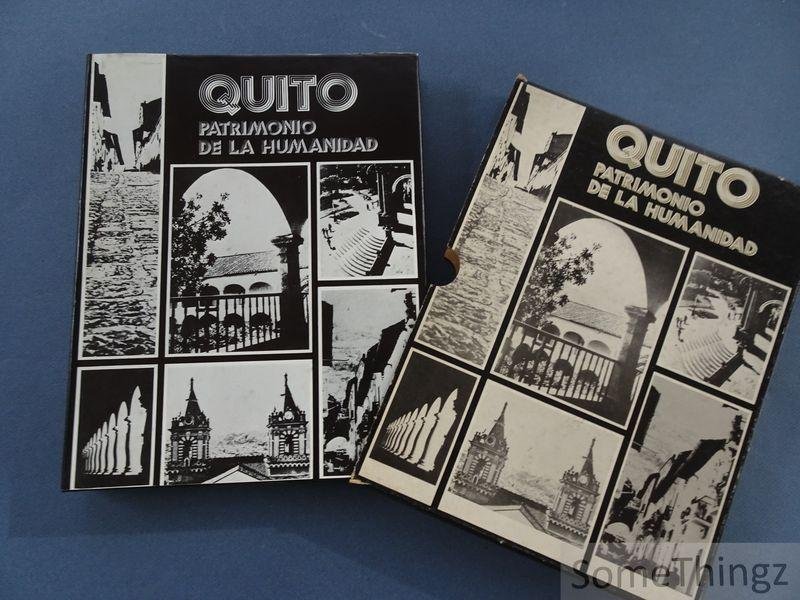 QUITO
PATRIMONIO
DE LA HUMANIDAD
QUITO
PATRIMONIO
DE LA HUMANIDAD
SomeThingz